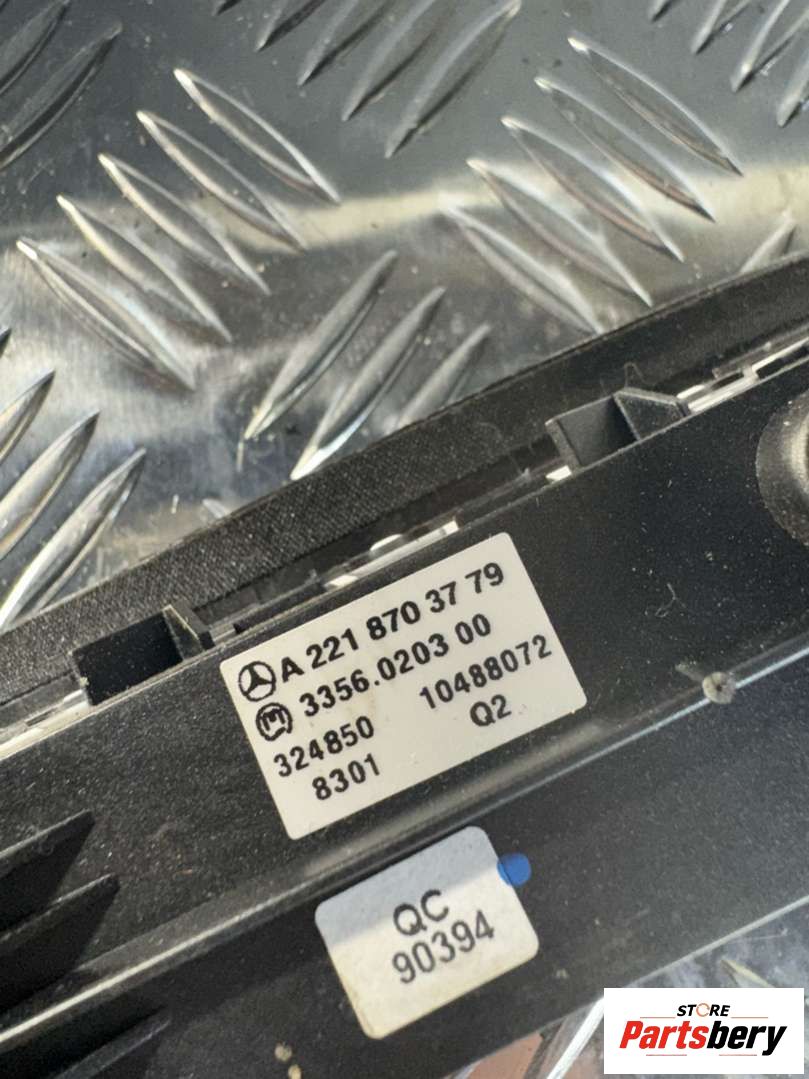 A 221 870 37 79
3356.0203 00
324850 10488072
8301 Q2
QC
90394
STORE
Partsbery